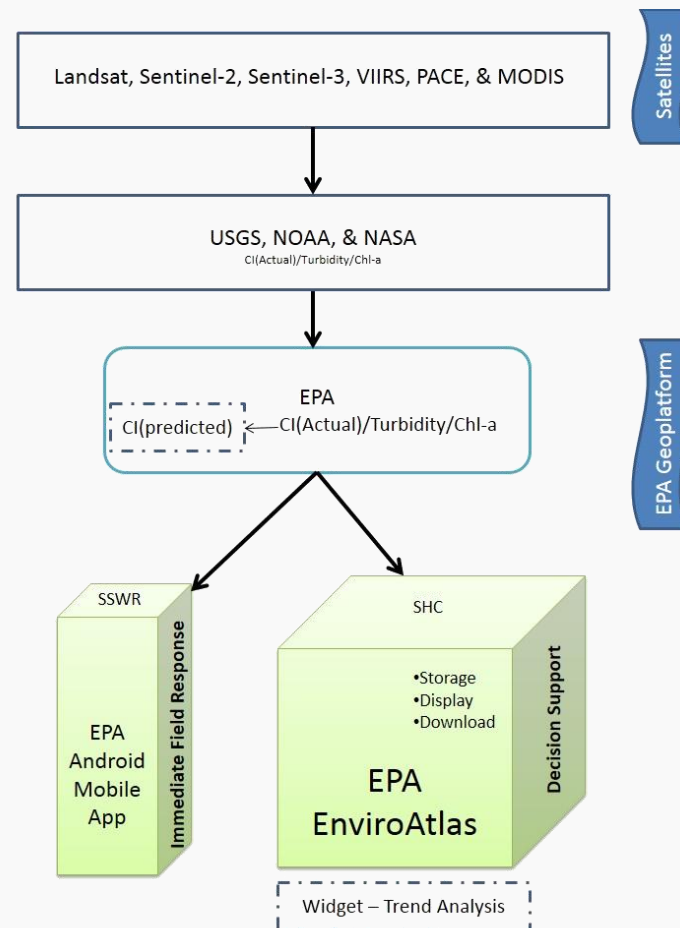 Landsat, Sentinel-2, Sentinel-3, VIIRS, PACE, & MODIS
Satellites
USGS, NOAA, & NASA
CI(Actual)/Turbidity/Chl-a
EPA
CI(predicted)
CI(Actual)/Turbidity/Chl-a
EPA Geoplatform
SSWR
EPA
Android
Mobile
App
Immediate Field Response
SHC
•Storage
•Display
•Download
EPA
EnviroAtlas
Decision Support
Widget – Trend Analysis